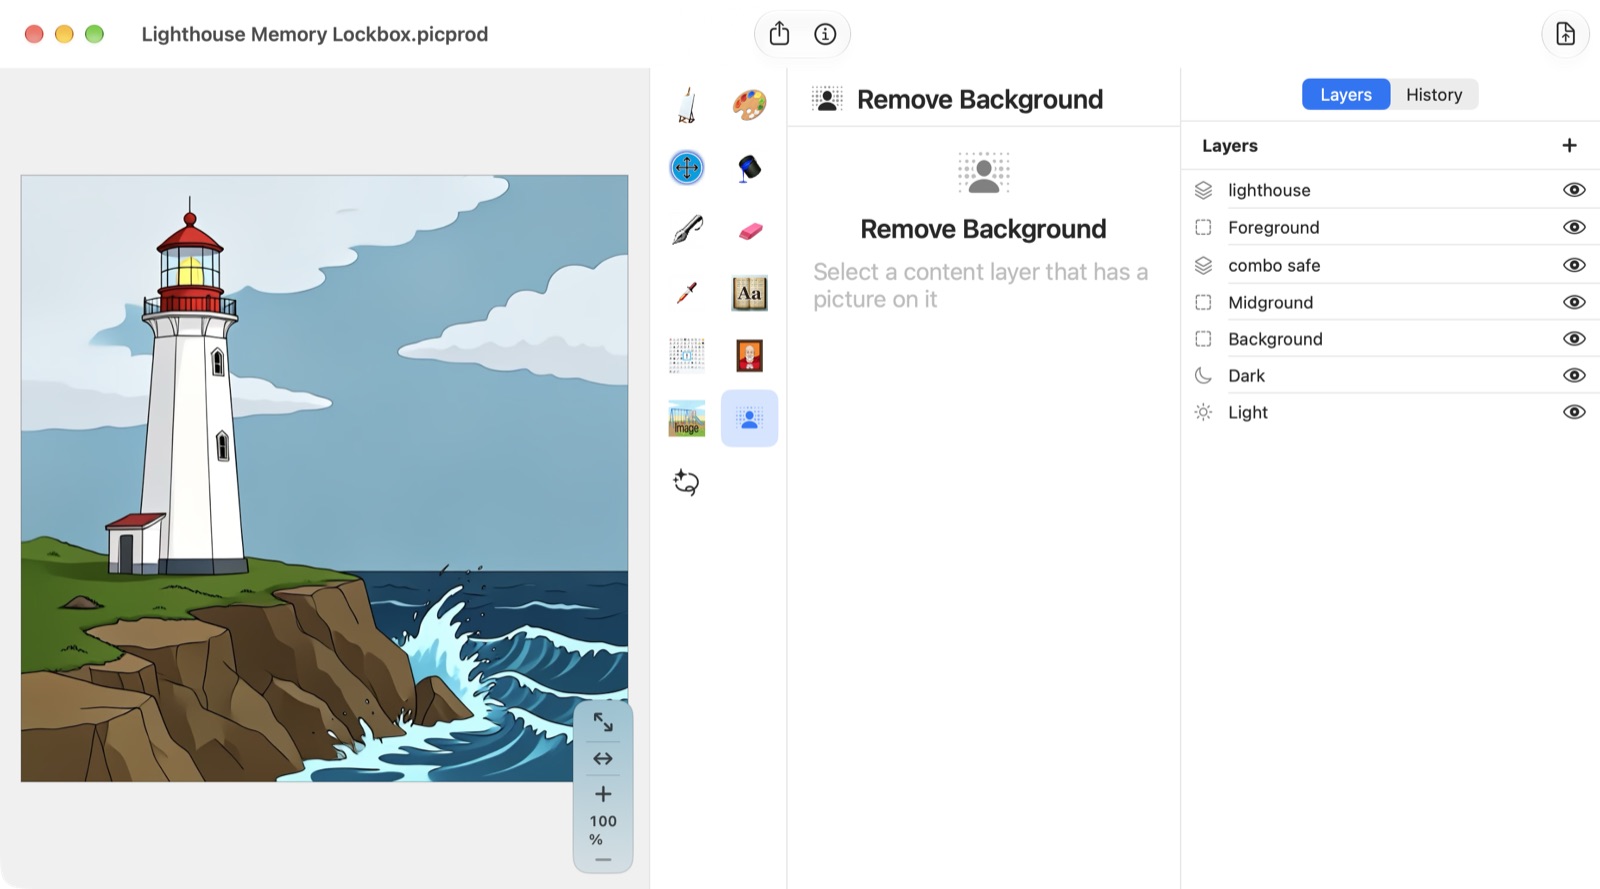 Lighthouse Memory Lockbox.picprod
Aa
image
Remove Background
Remove Background
Select a content layer that has a
picture on it
Layers
History
Layers
lighthouse
Foreground
combo safe
Midground
Background
Dark
Light
100
%